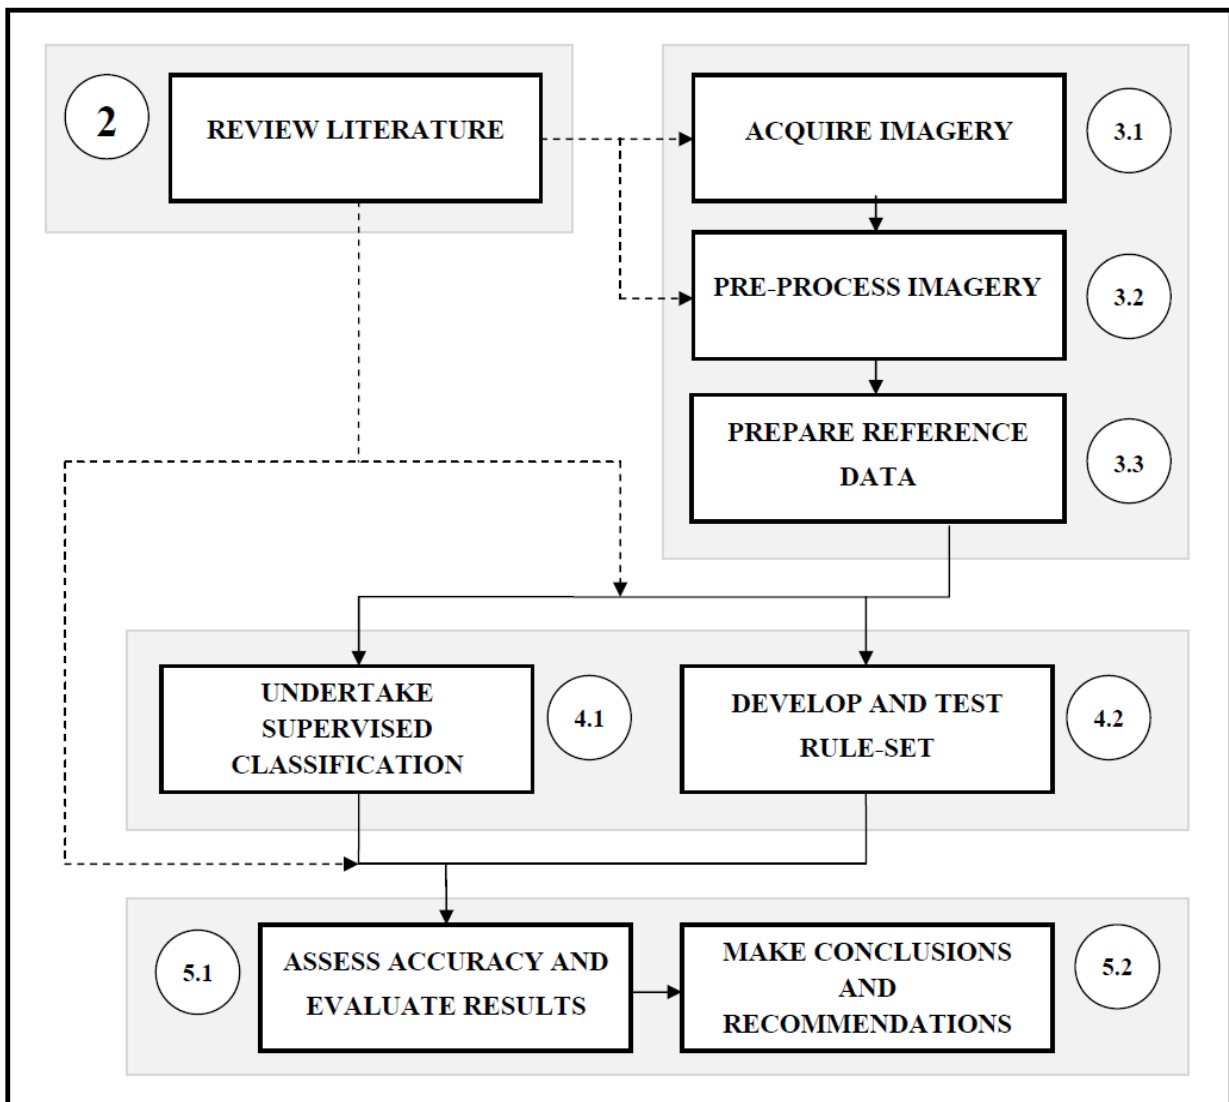 2
REVIEW LITERATURE
ACQUIRE IMAGERY
3.1
PRE-PROCESS IMAGERY
3.2
PREPARE REFERENCE
DATA
3.3
UNDERTAKE
SUPERVISED
CLASSIFICATION
4.1
DEVELOP AND TEST
RULE-SET
4.2
5.1
ASSESS ACCURACY AND
EVALUATE RESULTS
MAKE CONCLUSIONS
AND
RECOMMENDATIONS
5.2